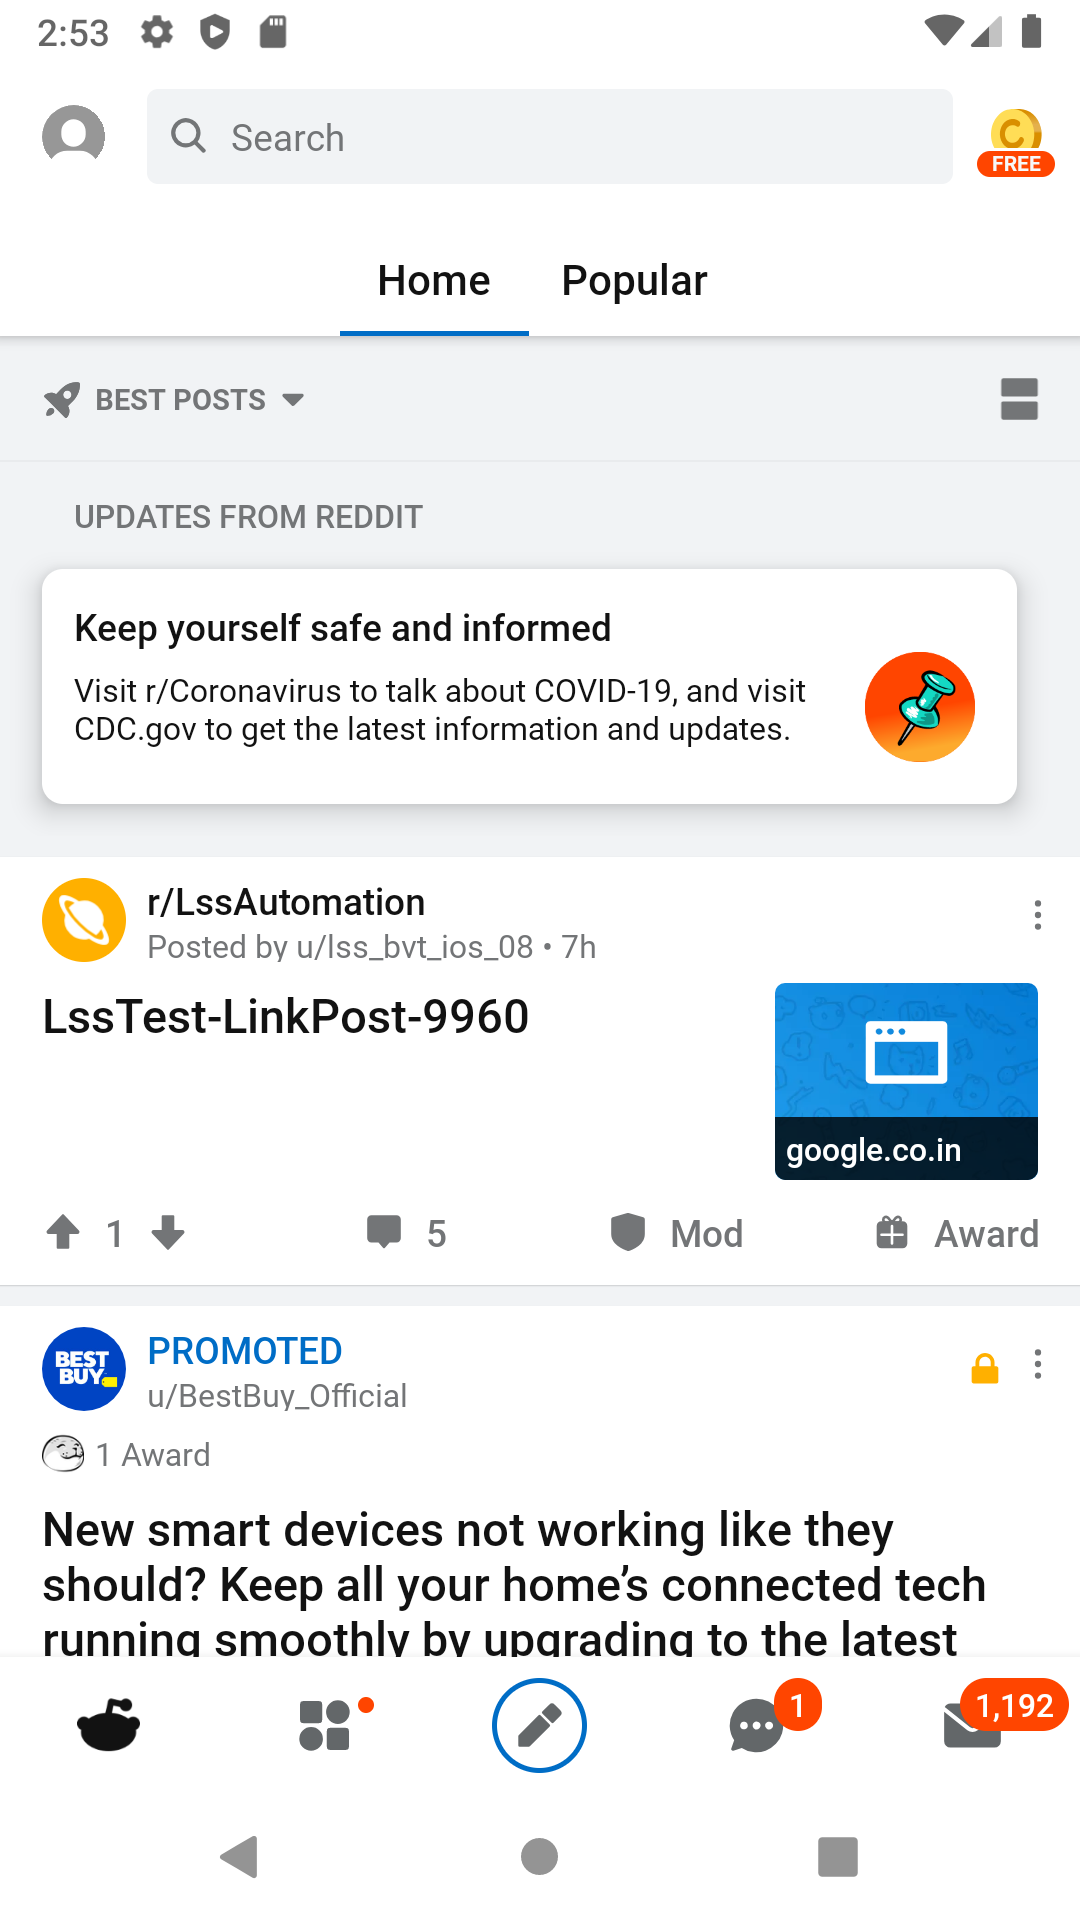 2:53
Search
FREE
Home
Popular
BEST POSTS
UPDATES FROM REDDIT
Keep yourself safe and informed
Visit r/Coronavirus to talk about COVID-19, and visit
CDC.gov to get the latest information and updates.
r/LssAutomation
Posted by u/lss_bvt_ios_08 • 7h
LssTest-LinkPost-9960
google.co.in
1
5
Mod
Award
BEST
BUY
PROMOTED
u/BestBuy_Official
1 Award
New smart devices not working like they
should? Keep all your home’s connected tech
running smoothly by upgrading to the latest
1
1,192